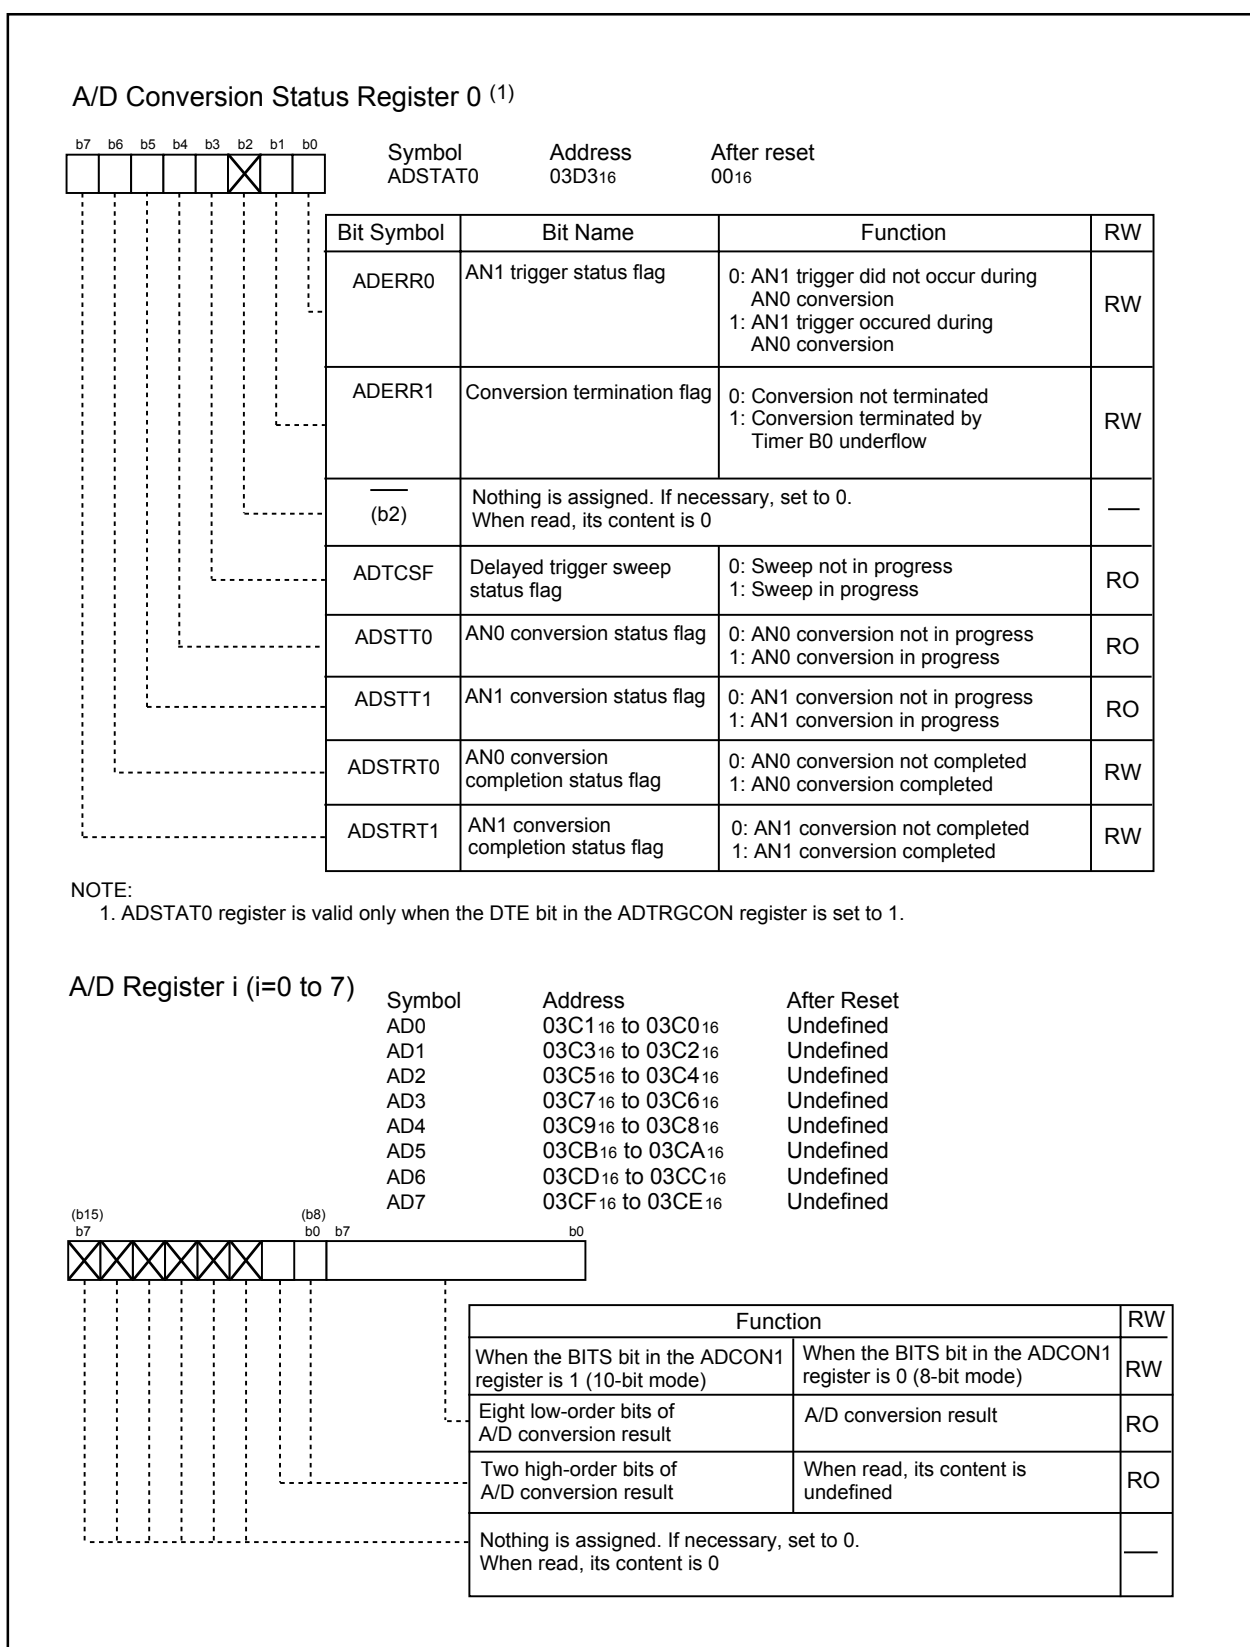 A/D Conversion Status Register 0 (1)
b7 b6 b5 b4 b3 b2 b1 b0
Symbol Address After reset
ADSTAT0 03D316 0016
Bit Symbol Bit Name Function RW
ADERR0 AN1 trigger status flag 0: AN1 trigger did not occur during
AN0 conversion
1: AN1 trigger occured during
AN0 conversion
RW
ADERR1 Conversion termination flag 0: Conversion not terminated
1: Conversion terminated by
Timer B0 underflow
RW
(b2) Nothing is assigned. If necessary, set to 0.
When read, its content is 0
ADTCSF Delayed trigger sweep
status flag
0: Sweep not in progress
1: Sweep in progress
RO
ADSTT0 AN0 conversion status flag 0: AN0 conversion not in progress
1: AN0 conversion in progress
RO
ADSTT1 AN1 conversion status flag 0: AN1 conversion not in progress
1: AN1 conversion in progress
RO
ADSTRT0 AN0 conversion
completion status flag
0: AN0 conversion not completed
1: AN0 conversion completed
RW
ADSTRT1 AN1 conversion
completion status flag
0: AN1 conversion not completed
1: AN1 conversion completed
RW
NOTE:
1. ADSTAT0 register is valid only when the DTE bit in the ADTRGCON register is set to 1.
A/D Register i (i=0 to 7)
Symbol Address After Reset
AD0 03C116 to 03C016 Undefined
AD1 03C316 to 03C216 Undefined
AD2 03C516 to 03C416 Undefined
AD3 03C716 to 03C616 Undefined
AD4 03C916 to 03C816 Undefined
AD5 03CB16 to 03CA16 Undefined
AD6 03CD16 to 03CC16 Undefined
AD7 03CF16 to 03CE16 Undefined
(b15) (b8)
b7 b0 b7 b0
Function RW
When the BITS bit in the ADCON1
register is 1 (10-bit mode)
When the BITS bit in the ADCON1
register is 0 (8-bit mode)
RW
Eight low-order bits of
A/D conversion result
A/D conversion result
RO
Two high-order bits of
A/D conversion result
When read, its content is
undefined
RO
Nothing is assigned. If necessary, set to 0.
When read, its content is 0